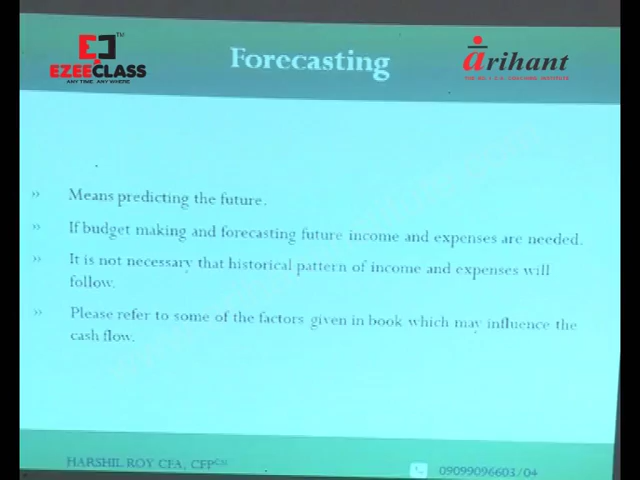 EZEECLASS
TM
ANY TIME, ANY WHERE
Forecasting
arihant
» Means predicting the future.
» If budget making and forecasting future income and expenses are needed.
» It is not necessary that historical pattern of income and expenses will
follow.
» Please refer to some of the factors given in book which may influence the
cash flow.
HARSHIL ROY CFA, CFPCM
09099096603/04